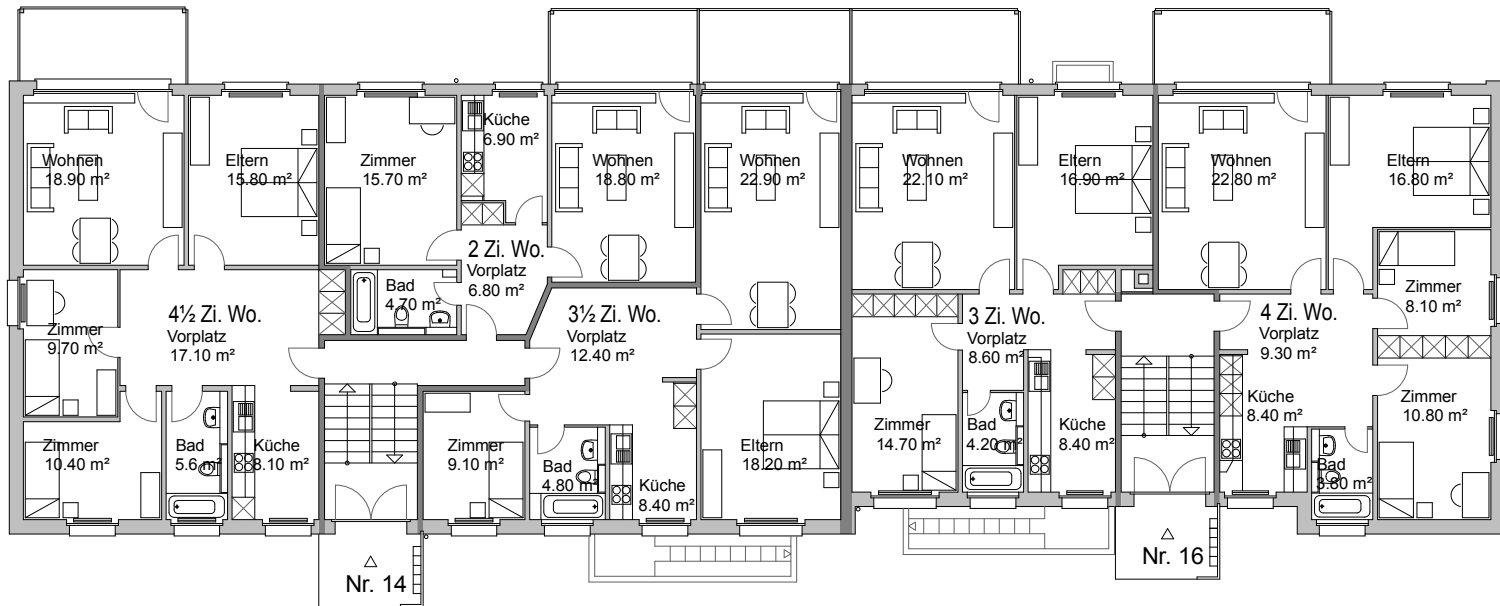 Wohnen
18.90 m²
Eltern
15.80 m²
Zimmer
15.70 m²
Küche
6.90 m²
Wohnen
18.80 m²
Wohnen
22.90 m²
Wohnen
22.10 m²
Eltern
16.90 m²
Wohnen
22.80 m²
Eltern
16.80 m²
2 Zi. Wo.
Vorplatz
6.80 m²
Bad
4.70 m²
Zimmer
8.10 m²
4½ Zi. Wo.
Vorplatz
17.10 m²
Zimmer
9.70 m²
3½ Zi. Wo.
Vorplatz
12.40 m²
3 Zi. Wo.
Vorplatz
8.60 m²
4 Zi. Wo.
Vorplatz
9.30 m²
Zimmer
10.40 m²
Bad
5.6
Küche
8.10 m²
Zimmer
9.10 m²
Bad
4.80 m²
Küche
8.40 m²
Eltern
18.20 m²
Zimmer
14.70 m²
Bad
4.20 m²
Küche
8.40 m²
Küche
8.40 m²
Bad
3.80 m²
Zimmer
10.80 m²
Nr. 14
Nr. 16